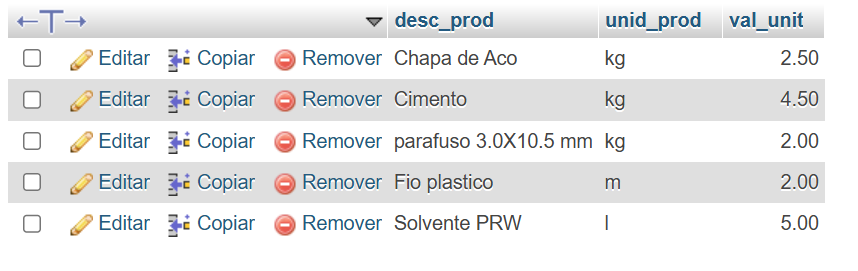 desc_prod unid_prod val_unit
Editar Copiar Remover Chapa de Aco kg 2.50
Editar Copiar Remover Cimento kg 4.50
Editar Copiar Remover parafuso 3.0X10.5 mm kg 2.00
Editar Copiar Remover Fio plastico m 2.00
Editar Copiar Remover Solvente PRW l 5.00